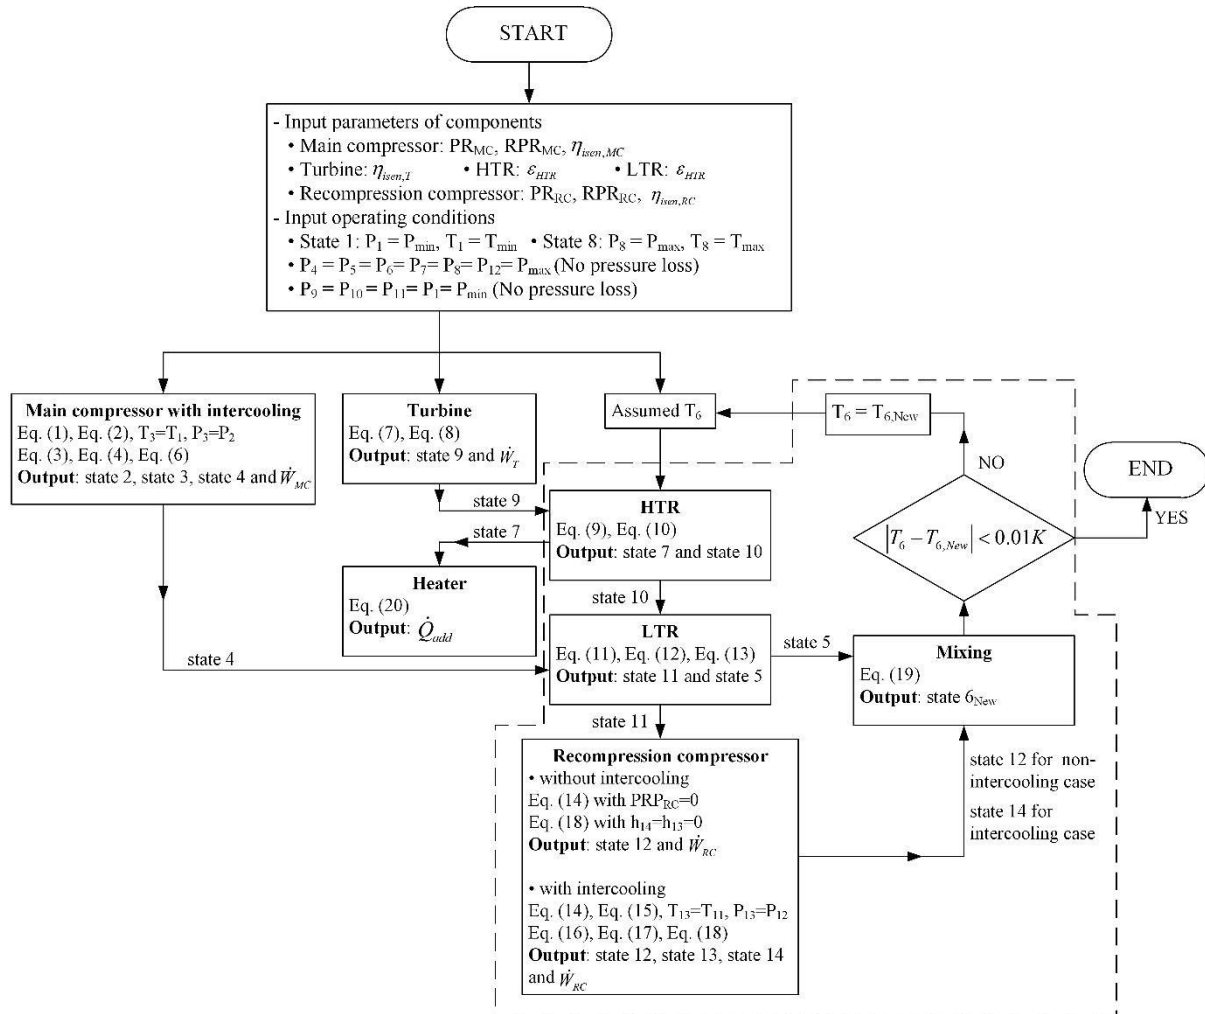 START
- Input parameters of components
• Main compressor: PR_MC, RPR_MC, η_isen,MC
• Turbine: η_isen,T • HTR: ε_HTR • LTR: ε_HTR
• Recompression compressor: PR_RC, RPR_RC, η_isen,RC
- Input operating conditions
• State 1: P₁ = P_min, T₁ = T_min • State 8: P₈ = P_max, T₈ = T_max
• P₄ = P₅ = P₆= P₇= P₈= P₁₂= P_max (No pressure loss)
• P₉ = P₁₀ = P₁₁= P₁= P_min (No pressure loss)
Main compressor with intercooling
Eq. (1), Eq. (2), T₃=T₁, P₃=P₂
Eq. (3), Eq. (4), Eq. (6)
Output: state 2, state 3, state 4 and Ẇ_MC
Turbine
Eq. (7), Eq. (8)
Output: state 9 and Ẇ_T
Assumed T₆
T₆ = T₆,New
NO
END
YES
|T₆ − T₆,New| < 0.01K
state 9
HTR
Eq. (9), Eq. (10)
Output: state 7 and state 10
state 7
Heater
Eq. (20)
Output: Q̇_add
state 10
state 4
LTR
Eq. (11), Eq. (12), Eq. (13)
Output: state 11 and state 5
state 5
Mixing
Eq. (19)
Output: state 6_New
state 11
Recompression compressor
• without intercooling
Eq. (14) with PRP_RC=0
Eq. (18) with h₁₄=h₁₃=0
Output: state 12 and Ẇ_RC
• with intercooling
Eq. (14), Eq. (15), T₁₃=T₁₁, P₁₃=P₁₂
Eq. (16), Eq. (17), Eq. (18)
Output: state 12, state 13, state 14
and Ẇ_RC
state 12 for non-
intercooling case
state 14 for
intercooling case